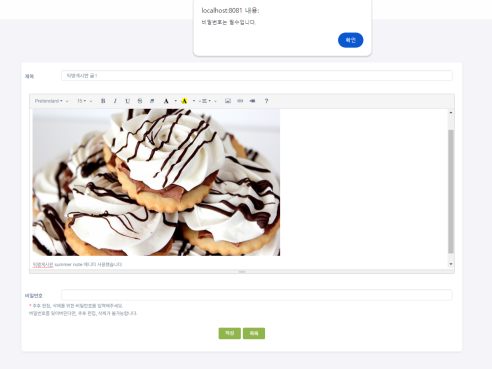 localhost:8081 내용:
비밀번호는 필수입니다.
확인
제목
익명게시판 글1
Pretendard
15
B I U S
A A
?
익명게시판 summer note 에디터 사용했습니다
비밀번호
* 추후 편집, 삭제를 위한 비밀번호를 입력해주세요.
비밀번호를 잊어버린다면, 추후 편집, 삭제가 불가능합니다.
작성